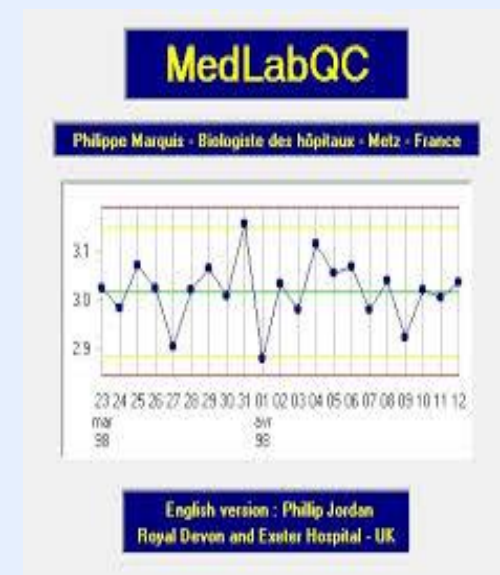 MedLabQC
Philippe Marquis - Biologiste des hôpitaux - Metz - France
3.1
3.0
2.9
23 24 25 26 27 28 29 30 31 01 02 03 04 05 06 07 08 09 10 11 12
mar avr
98 98
English version : Phillip Jordan
Royal Devon and Exeter Hospital - UK